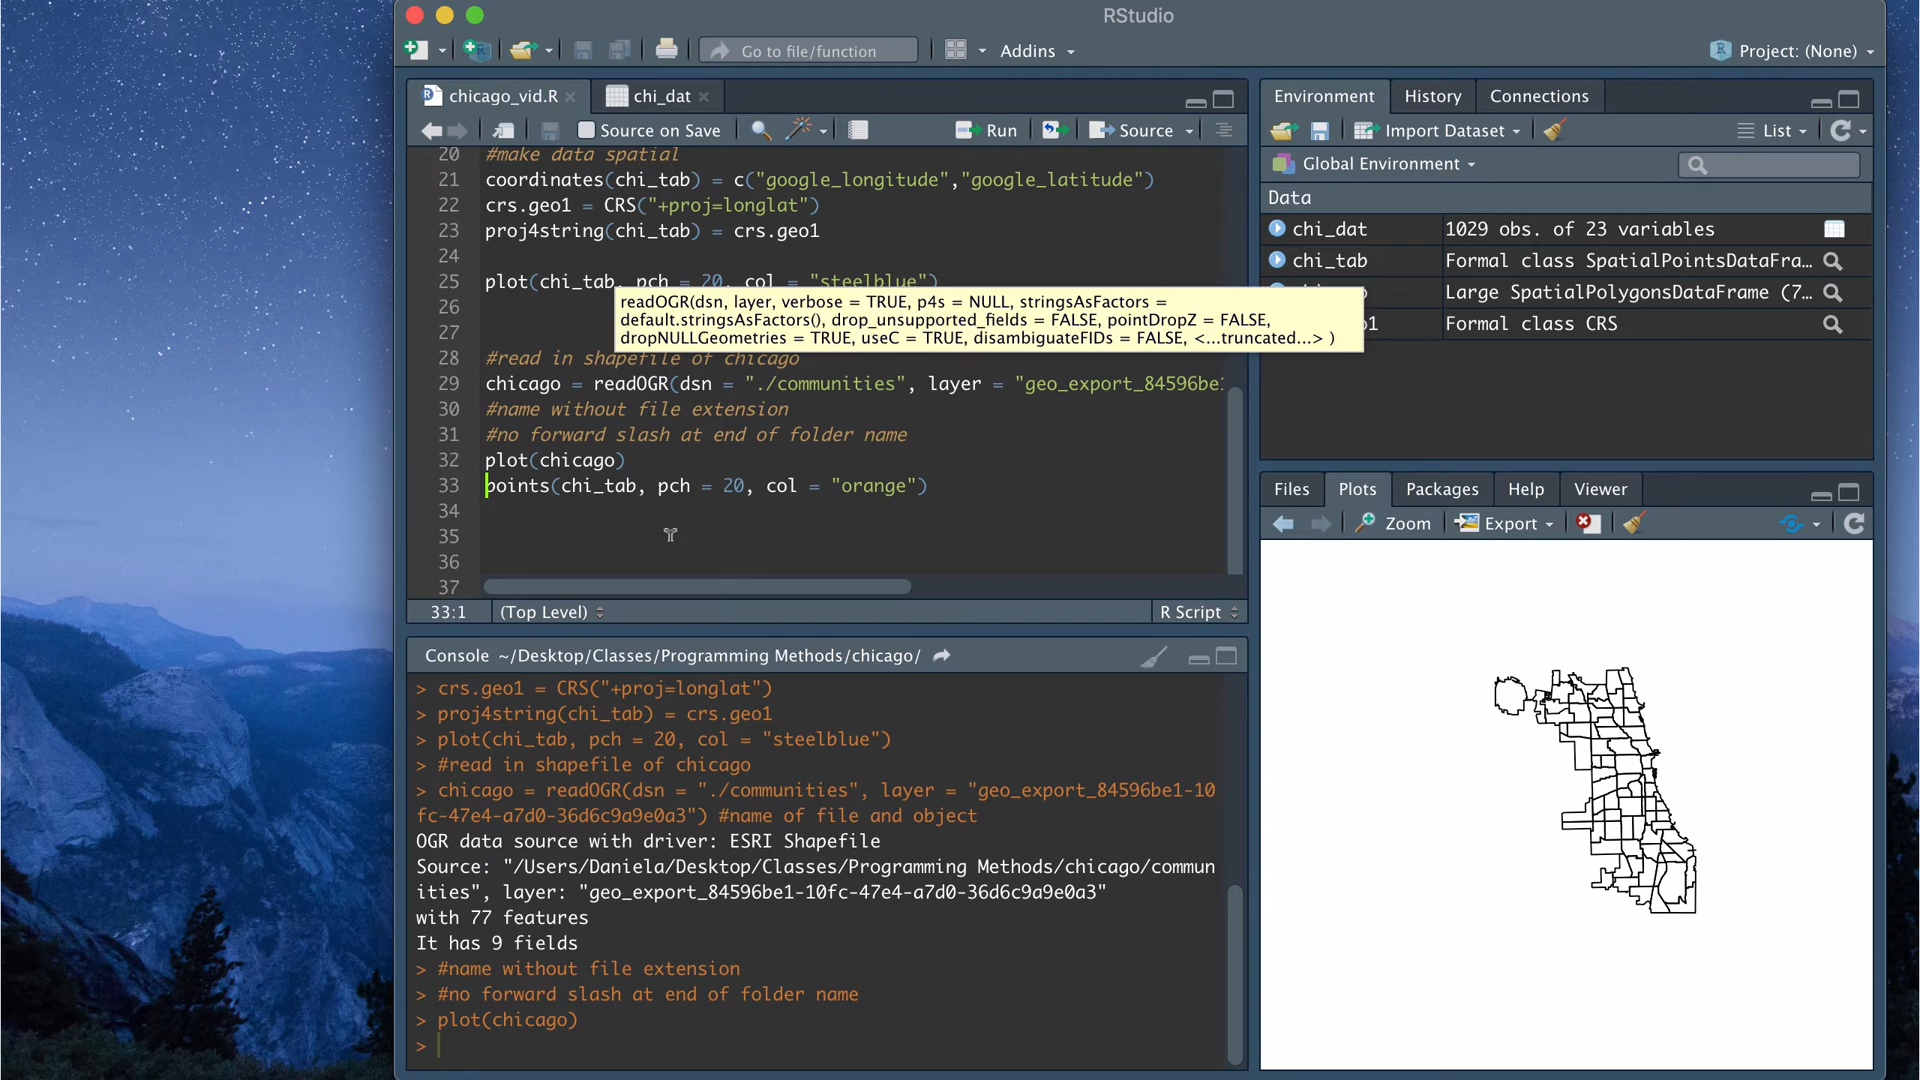 RStudio
Go to file/function
Addins
Project: (None)
chicago_vid.R
chi_dat
Source on Save
Run
Source
20 #make data spatial
21 coordinates(chi_tab) = c("google_longitude","google_latitude")
22 crs.geo1 = CRS("+proj=longlat")
23 proj4string(chi_tab) = crs.geo1
24
25 plot(chi_tab, pch = 20, col = "steelblue")
26
readOGR(dsn, layer, verbose = TRUE, p4s = NULL, stringsAsFactors =
default.stringsAsFactors(), drop_unsupported_fields = FALSE, pointDropZ = FALSE,
dropNULLGeometries = TRUE, useC = TRUE, disambiguateFIDs = FALSE, <...truncated...> )
27
28 #read in shapefile of chicago
29 chicago = readOGR(dsn = "./communities", layer = "geo_export_84596be1
30 #name without file extension
31 #no forward slash at end of folder name
32 plot(chicago)
33 points(chi_tab, pch = 20, col = "orange")
34
35
36
37
33:1
(Top Level)
R Script
Console ~/Desktop/Classes/Programming Methods/chicago/
> crs.geo1 = CRS("+proj=longlat")
> proj4string(chi_tab) = crs.geo1
> plot(chi_tab, pch = 20, col = "steelblue")
> #read in shapefile of chicago
> chicago = readOGR(dsn = "./communities", layer = "geo_export_84596be1-10
fc-47e4-a7d0-36d6c9a9e0a3") #name of file and object
OGR data source with driver: ESRI Shapefile
Source: "/Users/Daniela/Desktop/Classes/Programming Methods/chicago/commun
ities", layer: "geo_export_84596be1-10fc-47e4-a7d0-36d6c9a9e0a3"
with 77 features
It has 9 fields
> #name without file extension
> #no forward slash at end of folder name
> plot(chicago)
>
Environment
History
Connections
Import Dataset
List
Global Environment
Data
chi_dat 1029 obs. of 23 variables
chi_tab Formal class SpatialPointsDataFra…
Large SpatialPolygonsDataFrame (7…
1 Formal class CRS
Files
Plots
Packages
Help
Viewer
Zoom
Export